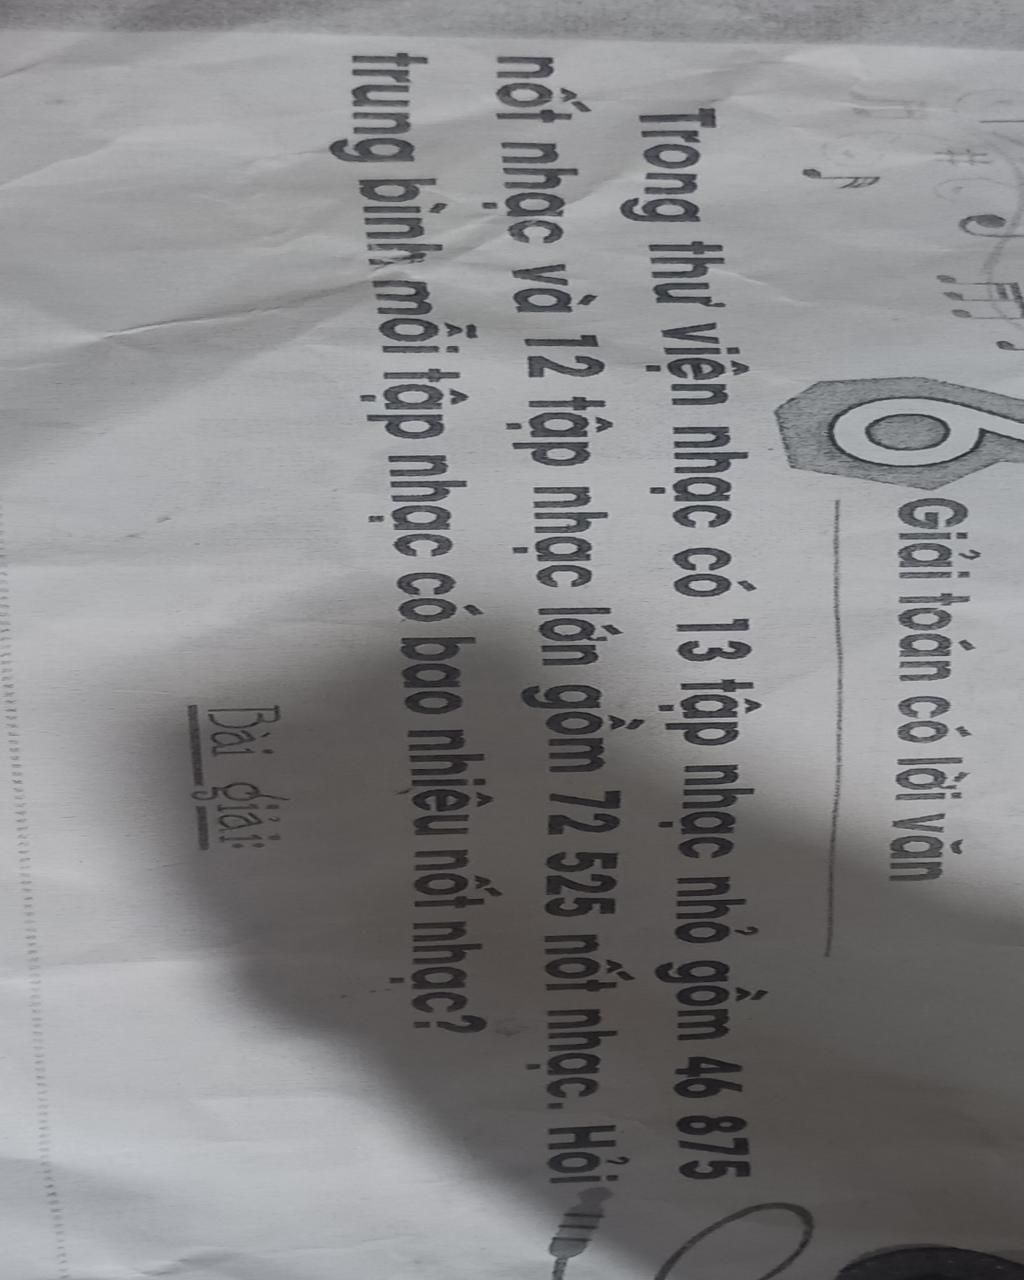 6 Giải toán có lời văn
Trong thư viện nhạc có 13 tập nhạc nhỏ gồm 46 875
nốt nhạc và 12 tập nhạc lớn gồm 72 525 nốt nhạc. Hỏi
trung bình mỗi tập nhạc có bao nhiêu nốt nhạc?
Bài giải: